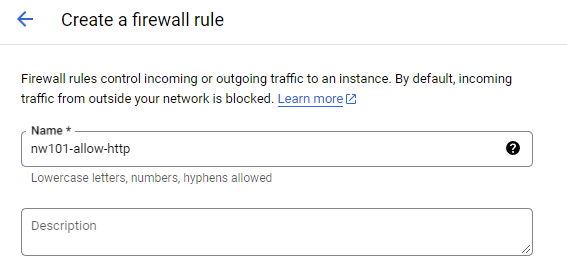 Create a firewall rule
Firewall rules control incoming or outgoing traffic to an instance. By default, incoming
traffic from outside your network is blocked. Learn more
Name *
nw101-allow-http
Lowercase letters, numbers, hyphens allowed
Description